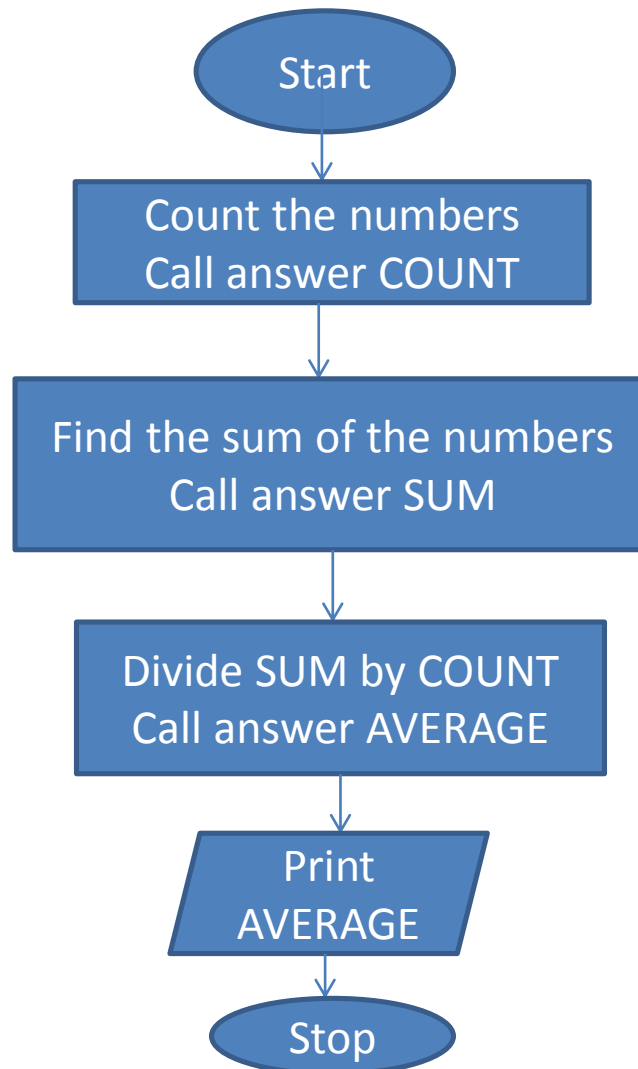 Start
Count the numbers
Call answer COUNT
Find the sum of the numbers
Call answer SUM
Divide SUM by COUNT
Call answer AVERAGE
Print
AVERAGE
Stop